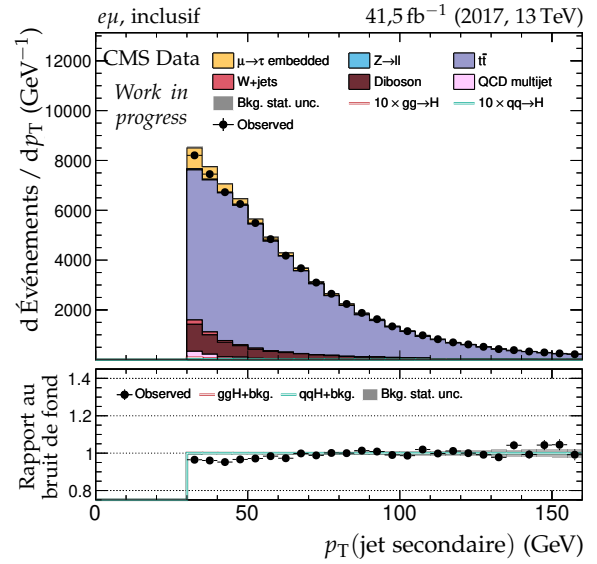 eμ, inclusif 41,5 fb⁻¹ (2017, 13 TeV)
CMS Data
Work in
progress
μ→τ embedded Z→ll tt̄
W+jets Diboson QCD multijet
Bkg. stat. unc. 10 × gg→H 10 × qq→H
Observed
d Événements / dpT (GeV⁻¹)
12000
10000
8000
6000
4000
2000
Observed ggH+bkg. qqH+bkg. Bkg. stat. unc.
Rapport au
bruit de fond
1.4
1.2
1.0
0.8
0 50 100 150
pT(jet secondaire) (GeV)